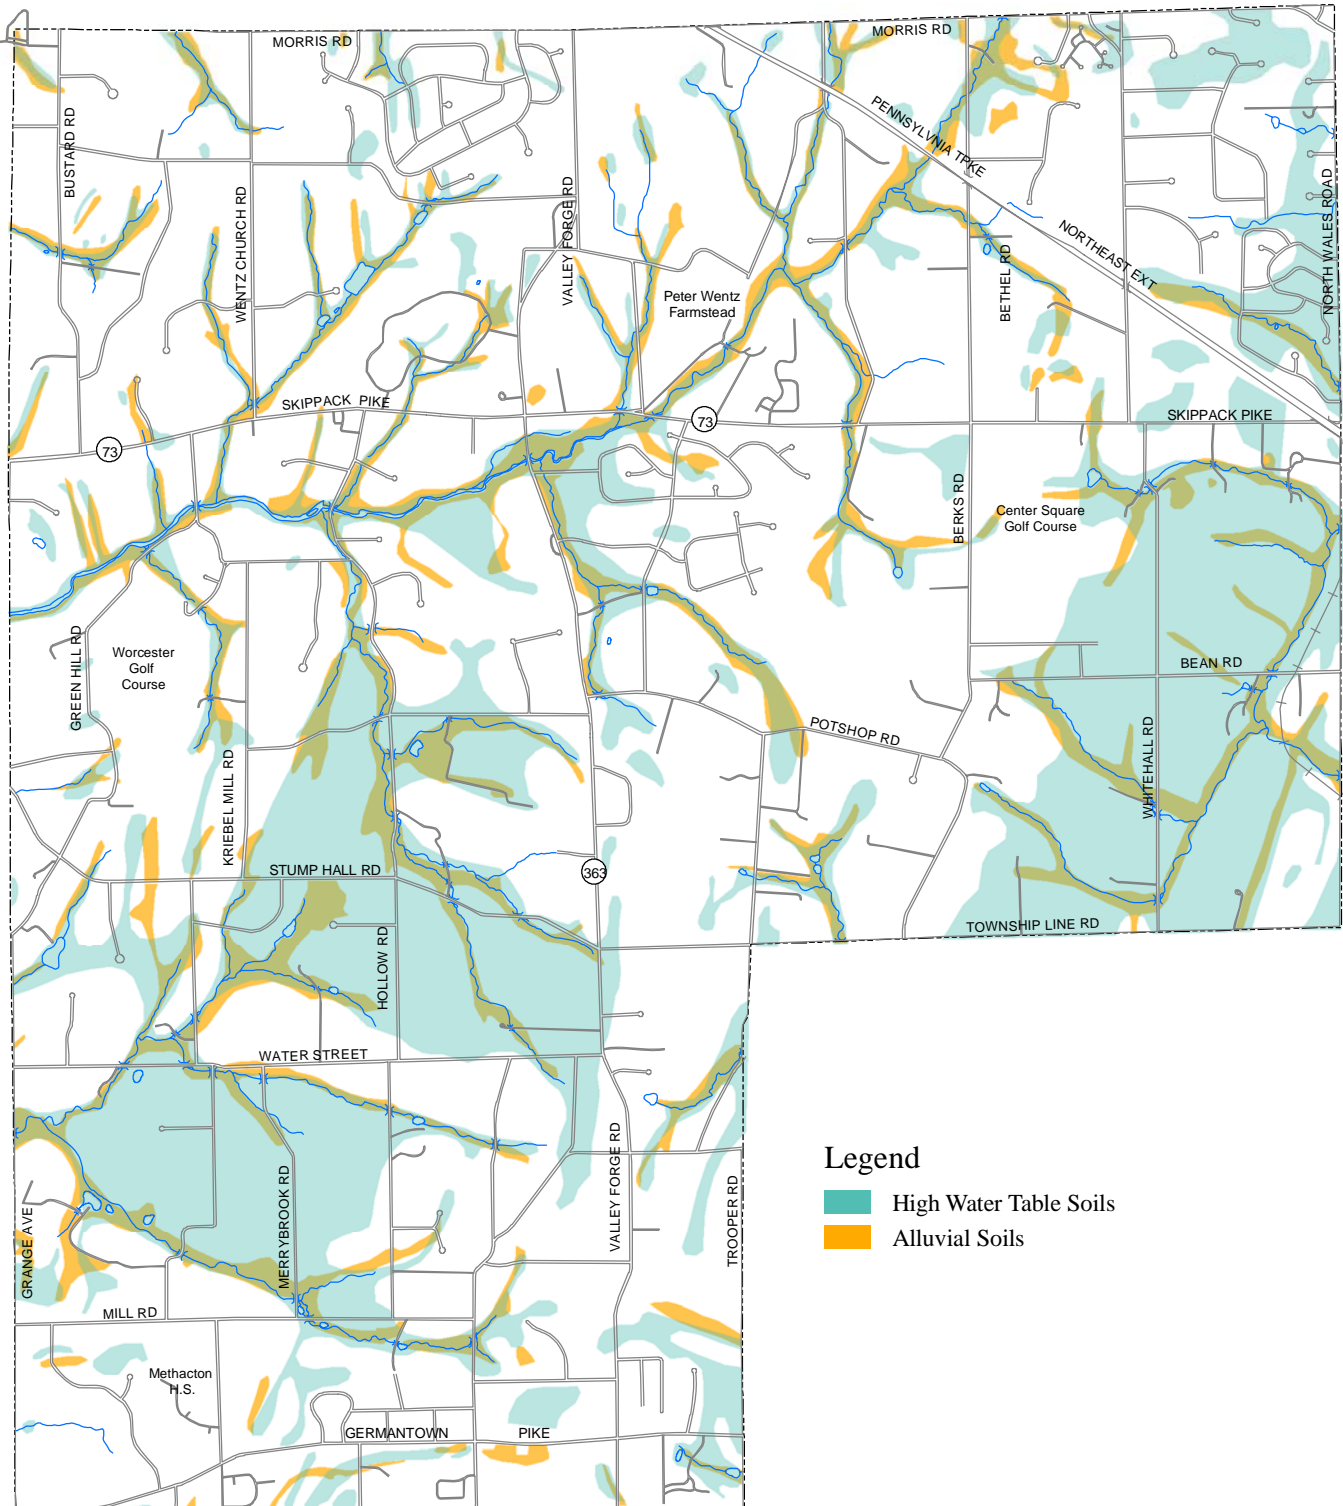 MORRIS RD
MORRIS RD
BUSTARD RD
PENNSYLVNIA TPKE
NORTHEAST EXT
WENTZ CHURCH RD
VALLEY FORGE RD
BETHEL RD
NORTH WALES ROAD
Peter Wentz
Farmstead
SKIPPACK PIKE
SKIPPACK PIKE
73
73
BERKS RD
Center Square
Golf Course
GREEN HILL RD
Worcester
Golf
Course
BEAN RD
POTSHOP RD
WHITEHALL RD
KRIEBEL MILL RD
STUMP HALL RD
363
TOWNSHIP LINE RD
HOLLOW RD
WATER STREET
MERRYBROOK RD
VALLEY FORGE RD
TROOPER RD
GRANGE AVE
MILL RD
Methacton
H.S.
GERMANTOWN PIKE
Legend
High Water Table Soils
Alluvial Soils